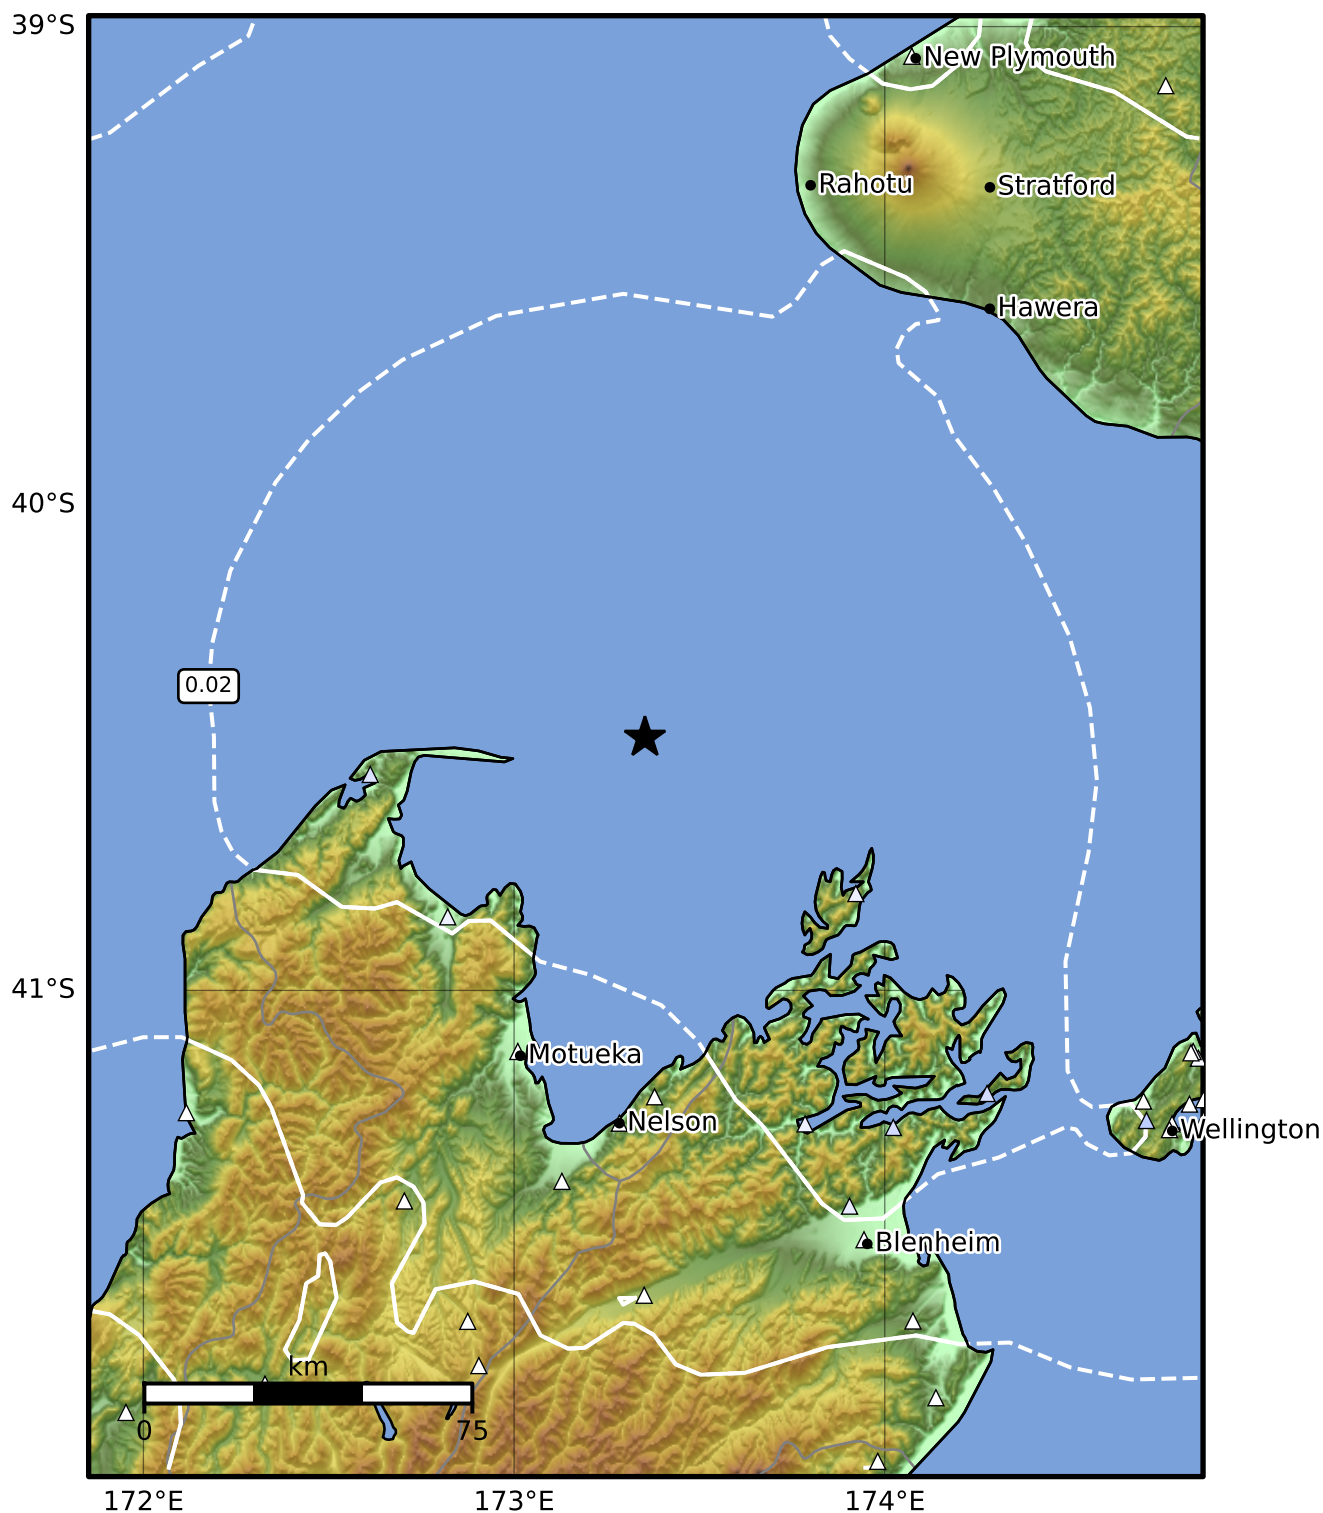 39°S
New Plymouth
Rahotu
Stratford
Hawera
40°S
0.02
41°S
Motueka
Nelson
Wellington
Blenheim
km
0
75
172°E
173°E
174°E